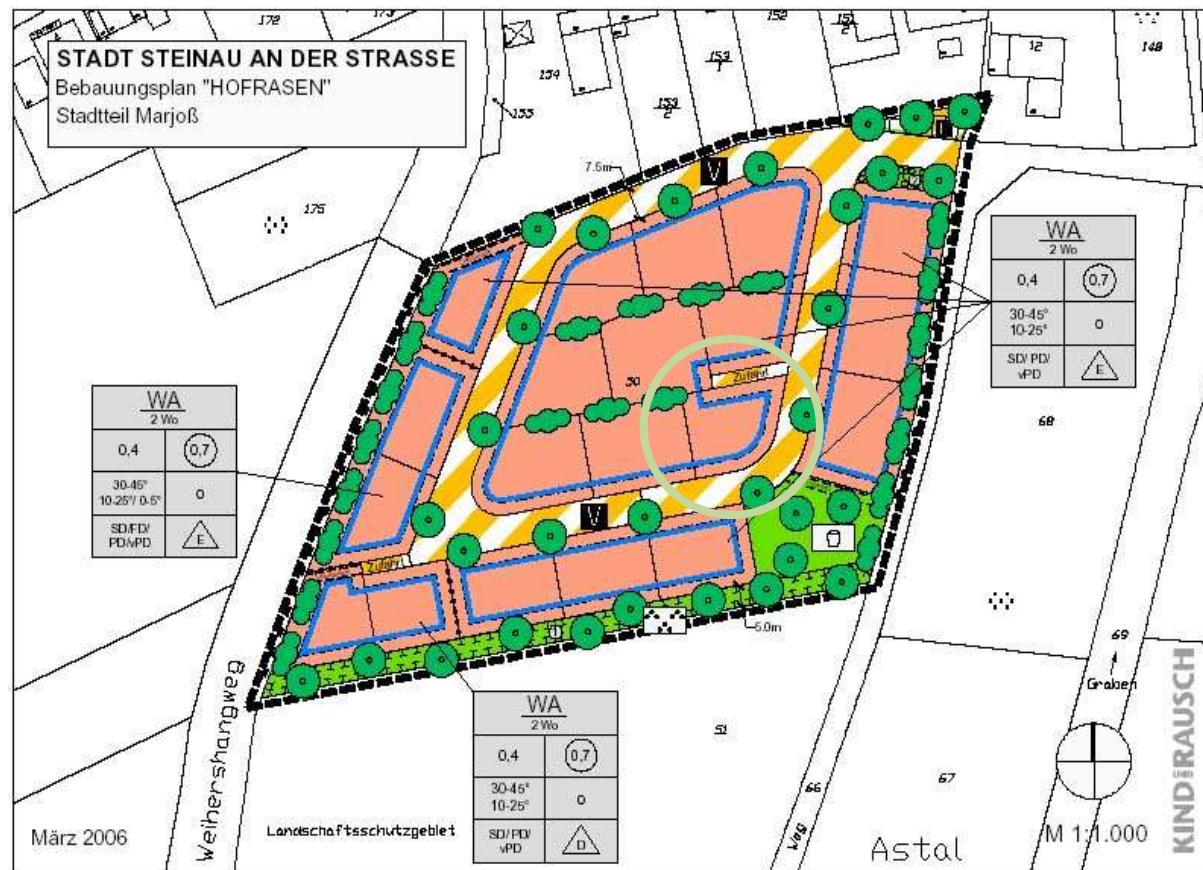 172
173
152
151
2
12
148
STADT STEINAU AN DER STRASSE
Bebauungsplan "HOFRASEN"
Stadtteil Marjoß
154
153
1
153
2
155
7.5m
V
175
WA
2 Wo
0,4
0,7
30-45°
10-25°
o
SD/ PD/
vPD
E
Zufahrt
50
WA
2 Wo
0,4
0,7
30-45°
10-25°/ 0-5°
o
SD/FD/
PD/vPD
E
68
V
Zufahrt
5.0m
69
Graben
WA
2 Wo
0,4
0,7
30-45°
10-25°
o
SD/ PD/
vPD
D
51
66
67
Weihershangweg
Landschaftsschutzgebiet
Weg
Astal
März 2006
M 1:1.000
KIND UND RAUSCH